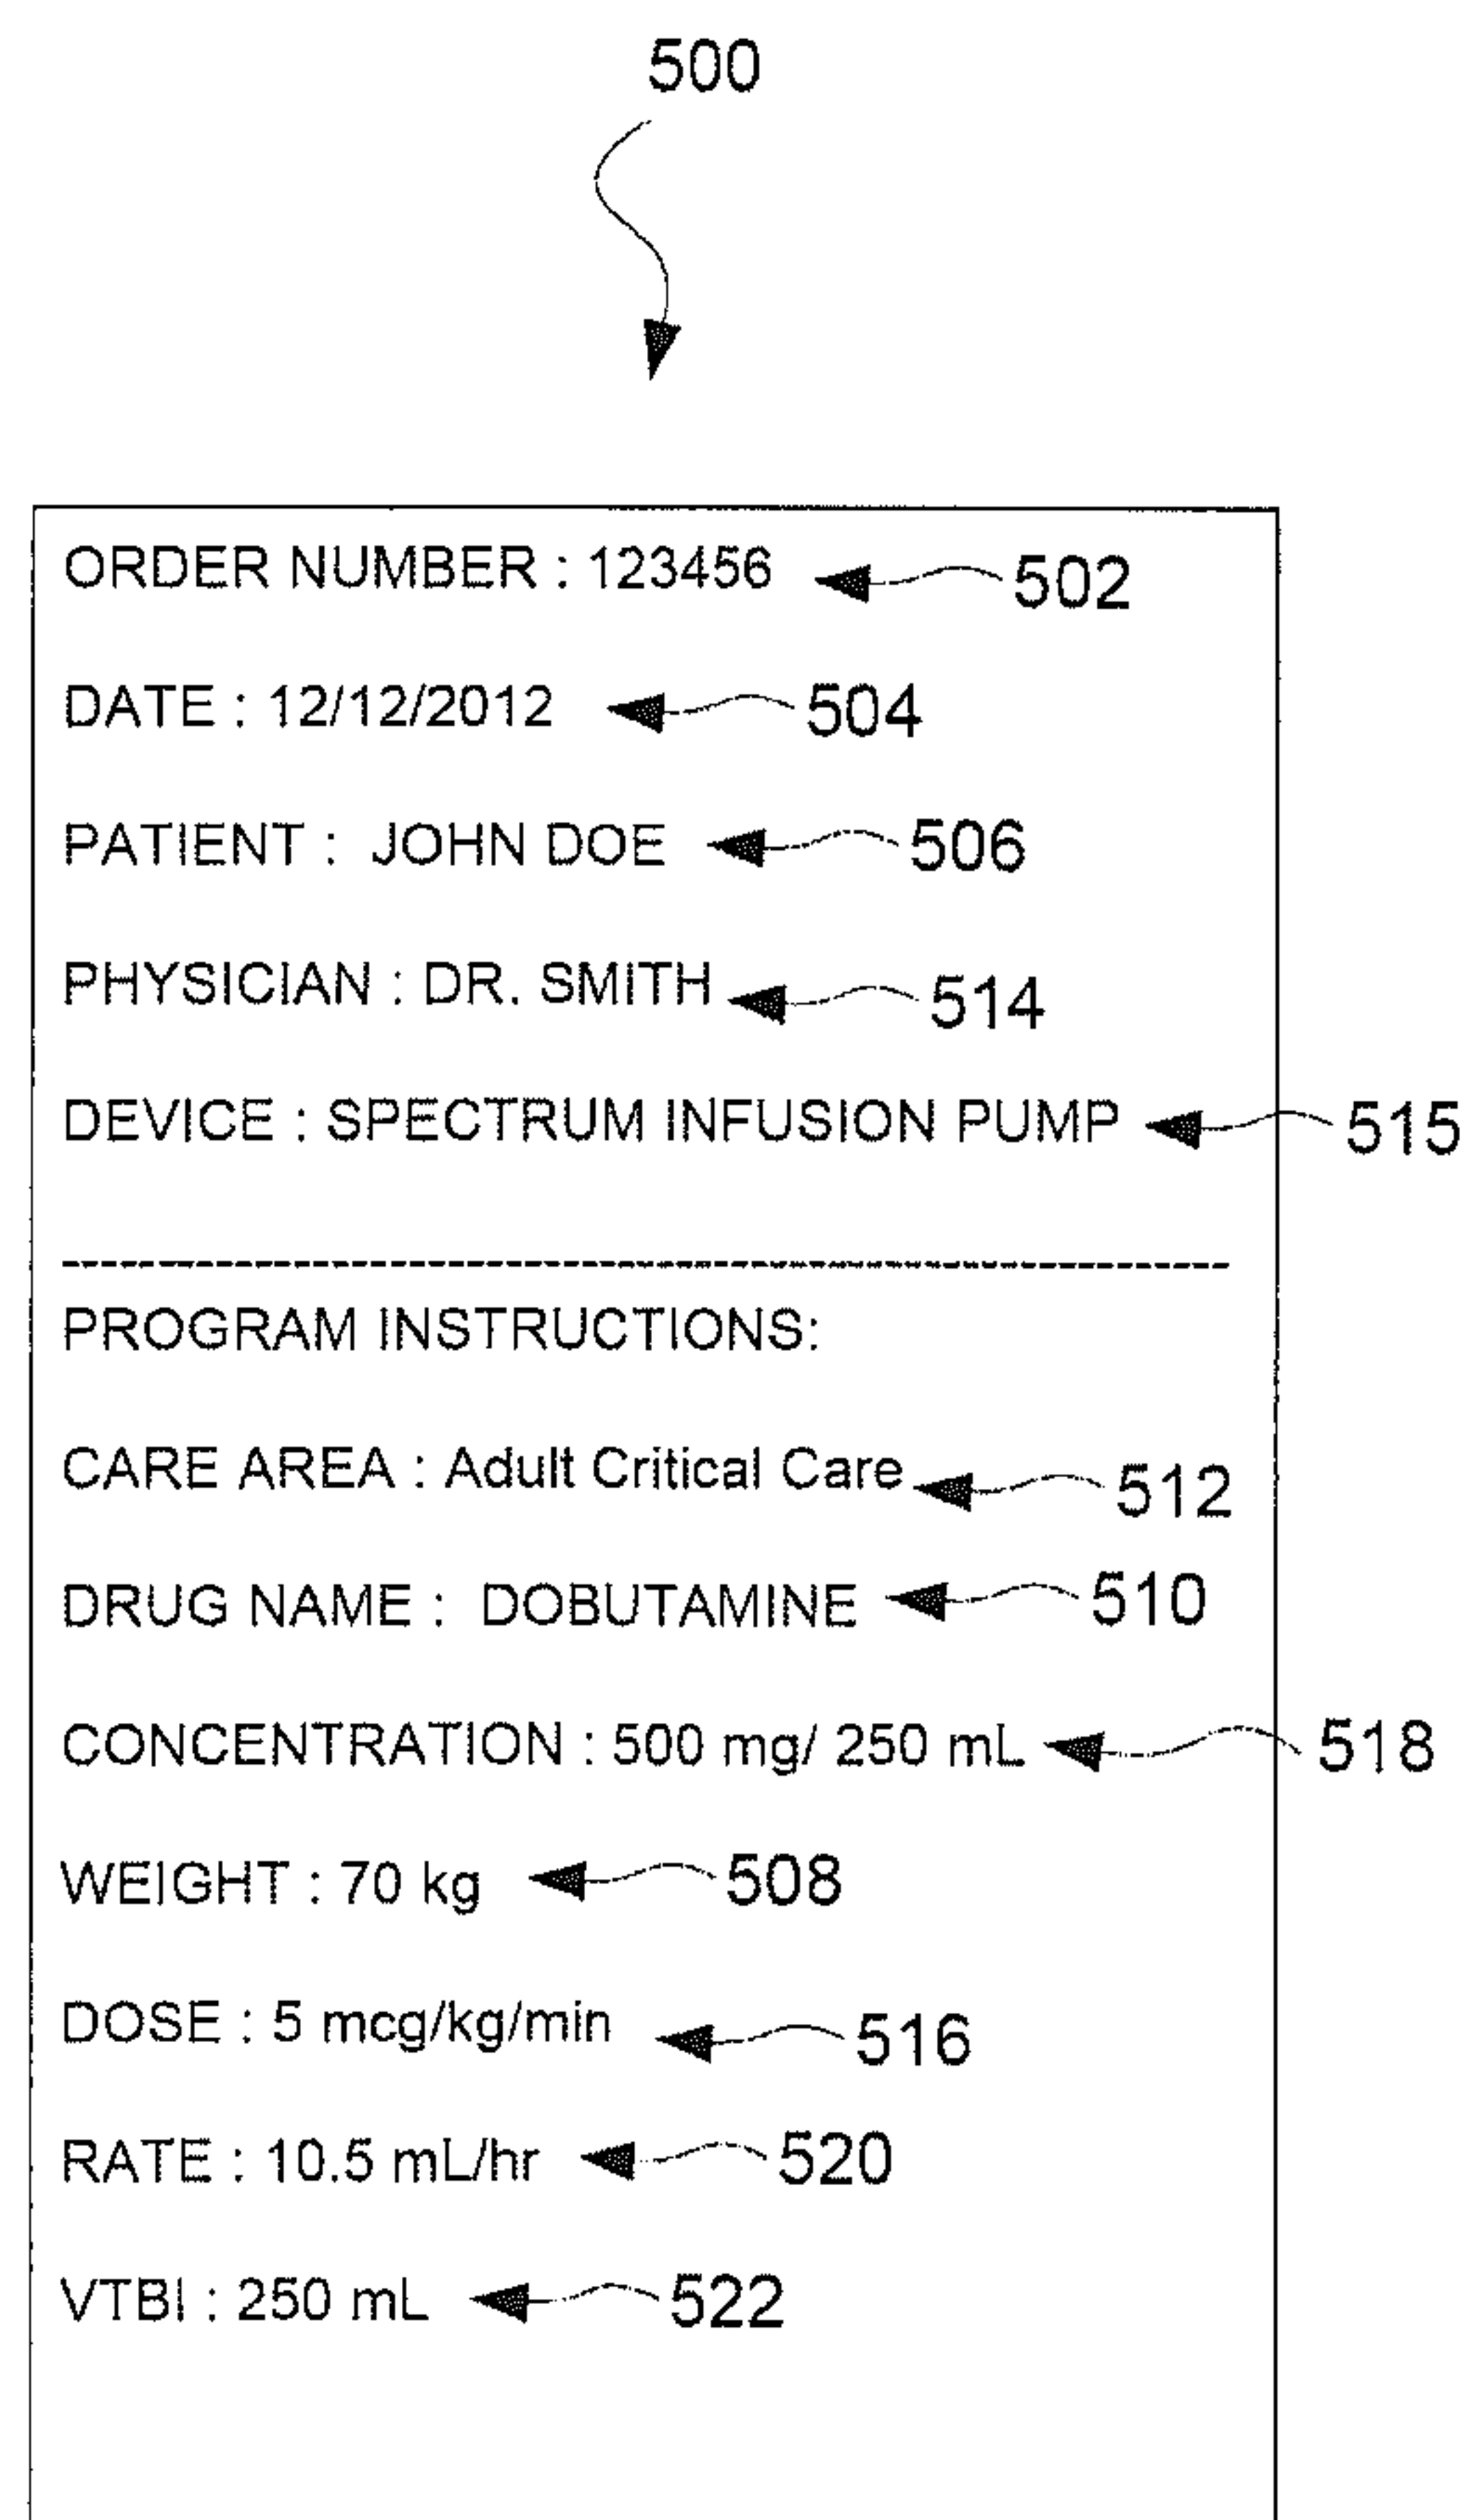 500
ORDER NUMBER : 123456 502
DATE : 12/12/2012 504
PATIENT : JOHN DOE 506
PHYSICIAN : DR. SMITH 514
DEVICE : SPECTRUM INFUSION PUMP 515
PROGRAM INSTRUCTIONS:
CARE AREA : Adult Critical Care 512
DRUG NAME : DOBUTAMINE 510
CONCENTRATION : 500 mg/ 250 mL 518
WEIGHT : 70 kg 508
DOSE : 5 mcg/kg/min 516
RATE : 10.5 mL/hr 520
VTBI : 250 mL 522